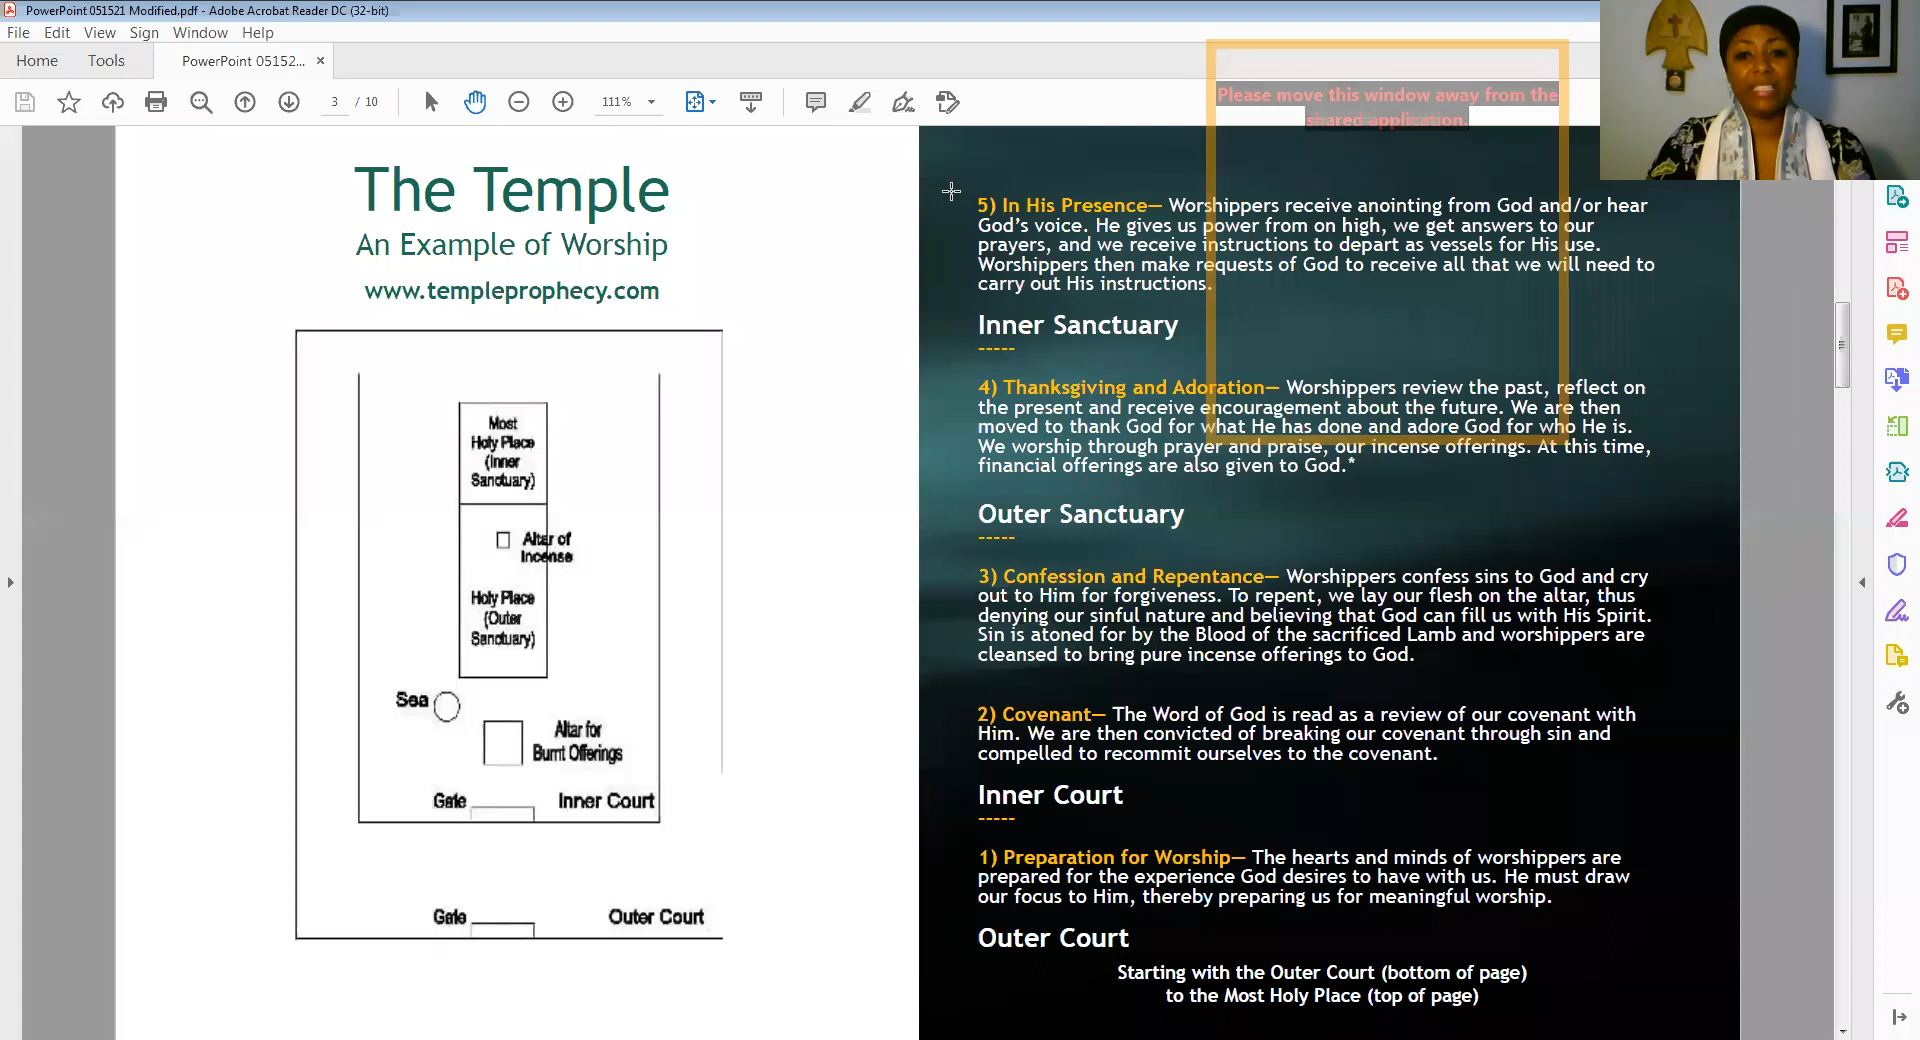 PowerPoint 051521 Modified.pdf - Adobe Acrobat Reader DC (32-bit)
File Edit View Sign Window Help
Home Tools PowerPoint 05152... ×
3 / 10 111%
Please move this window away from the
shared application.
The Temple
An Example of Worship
www.templeprophecy.com
Most
Holy Place
(Inner
Sanctuary)
Altar of
Incense
Holy Place
(Outer
Sanctuary)
Sea
Altar for
Burnt Offerings
Gate Inner Court
Gate Outer Court
5) In His Presence— Worshippers receive anointing from God and/or hear
God’s voice. He gives us power from on high, we get answers to our
prayers, and we receive instructions to depart as vessels for His use.
Worshippers then make requests of God to receive all that we will need to
carry out His instructions.
Inner Sanctuary
-----
4) Thanksgiving and Adoration— Worshippers review the past, reflect on
the present and receive encouragement about the future. We are then
moved to thank God for what He has done and adore God for who He is.
We worship through prayer and praise, our incense offerings. At this time,
financial offerings are also given to God.*
Outer Sanctuary
-----
3) Confession and Repentance— Worshippers confess sins to God and cry
out to Him for forgiveness. To repent, we lay our flesh on the altar, thus
denying our sinful nature and believing that God can fill us with His Spirit.
Sin is atoned for by the Blood of the sacrificed Lamb and worshippers are
cleansed to bring pure incense offerings to God.
2) Covenant— The Word of God is read as a review of our covenant with
Him. We are then convicted of breaking our covenant through sin and
compelled to recommit ourselves to the covenant.
Inner Court
-----
1) Preparation for Worship— The hearts and minds of worshippers are
prepared for the experience God desires to have with us. He must draw
our focus to Him, thereby preparing us for meaningful worship.
Outer Court
Starting with the Outer Court (bottom of page)
to the Most Holy Place (top of page)